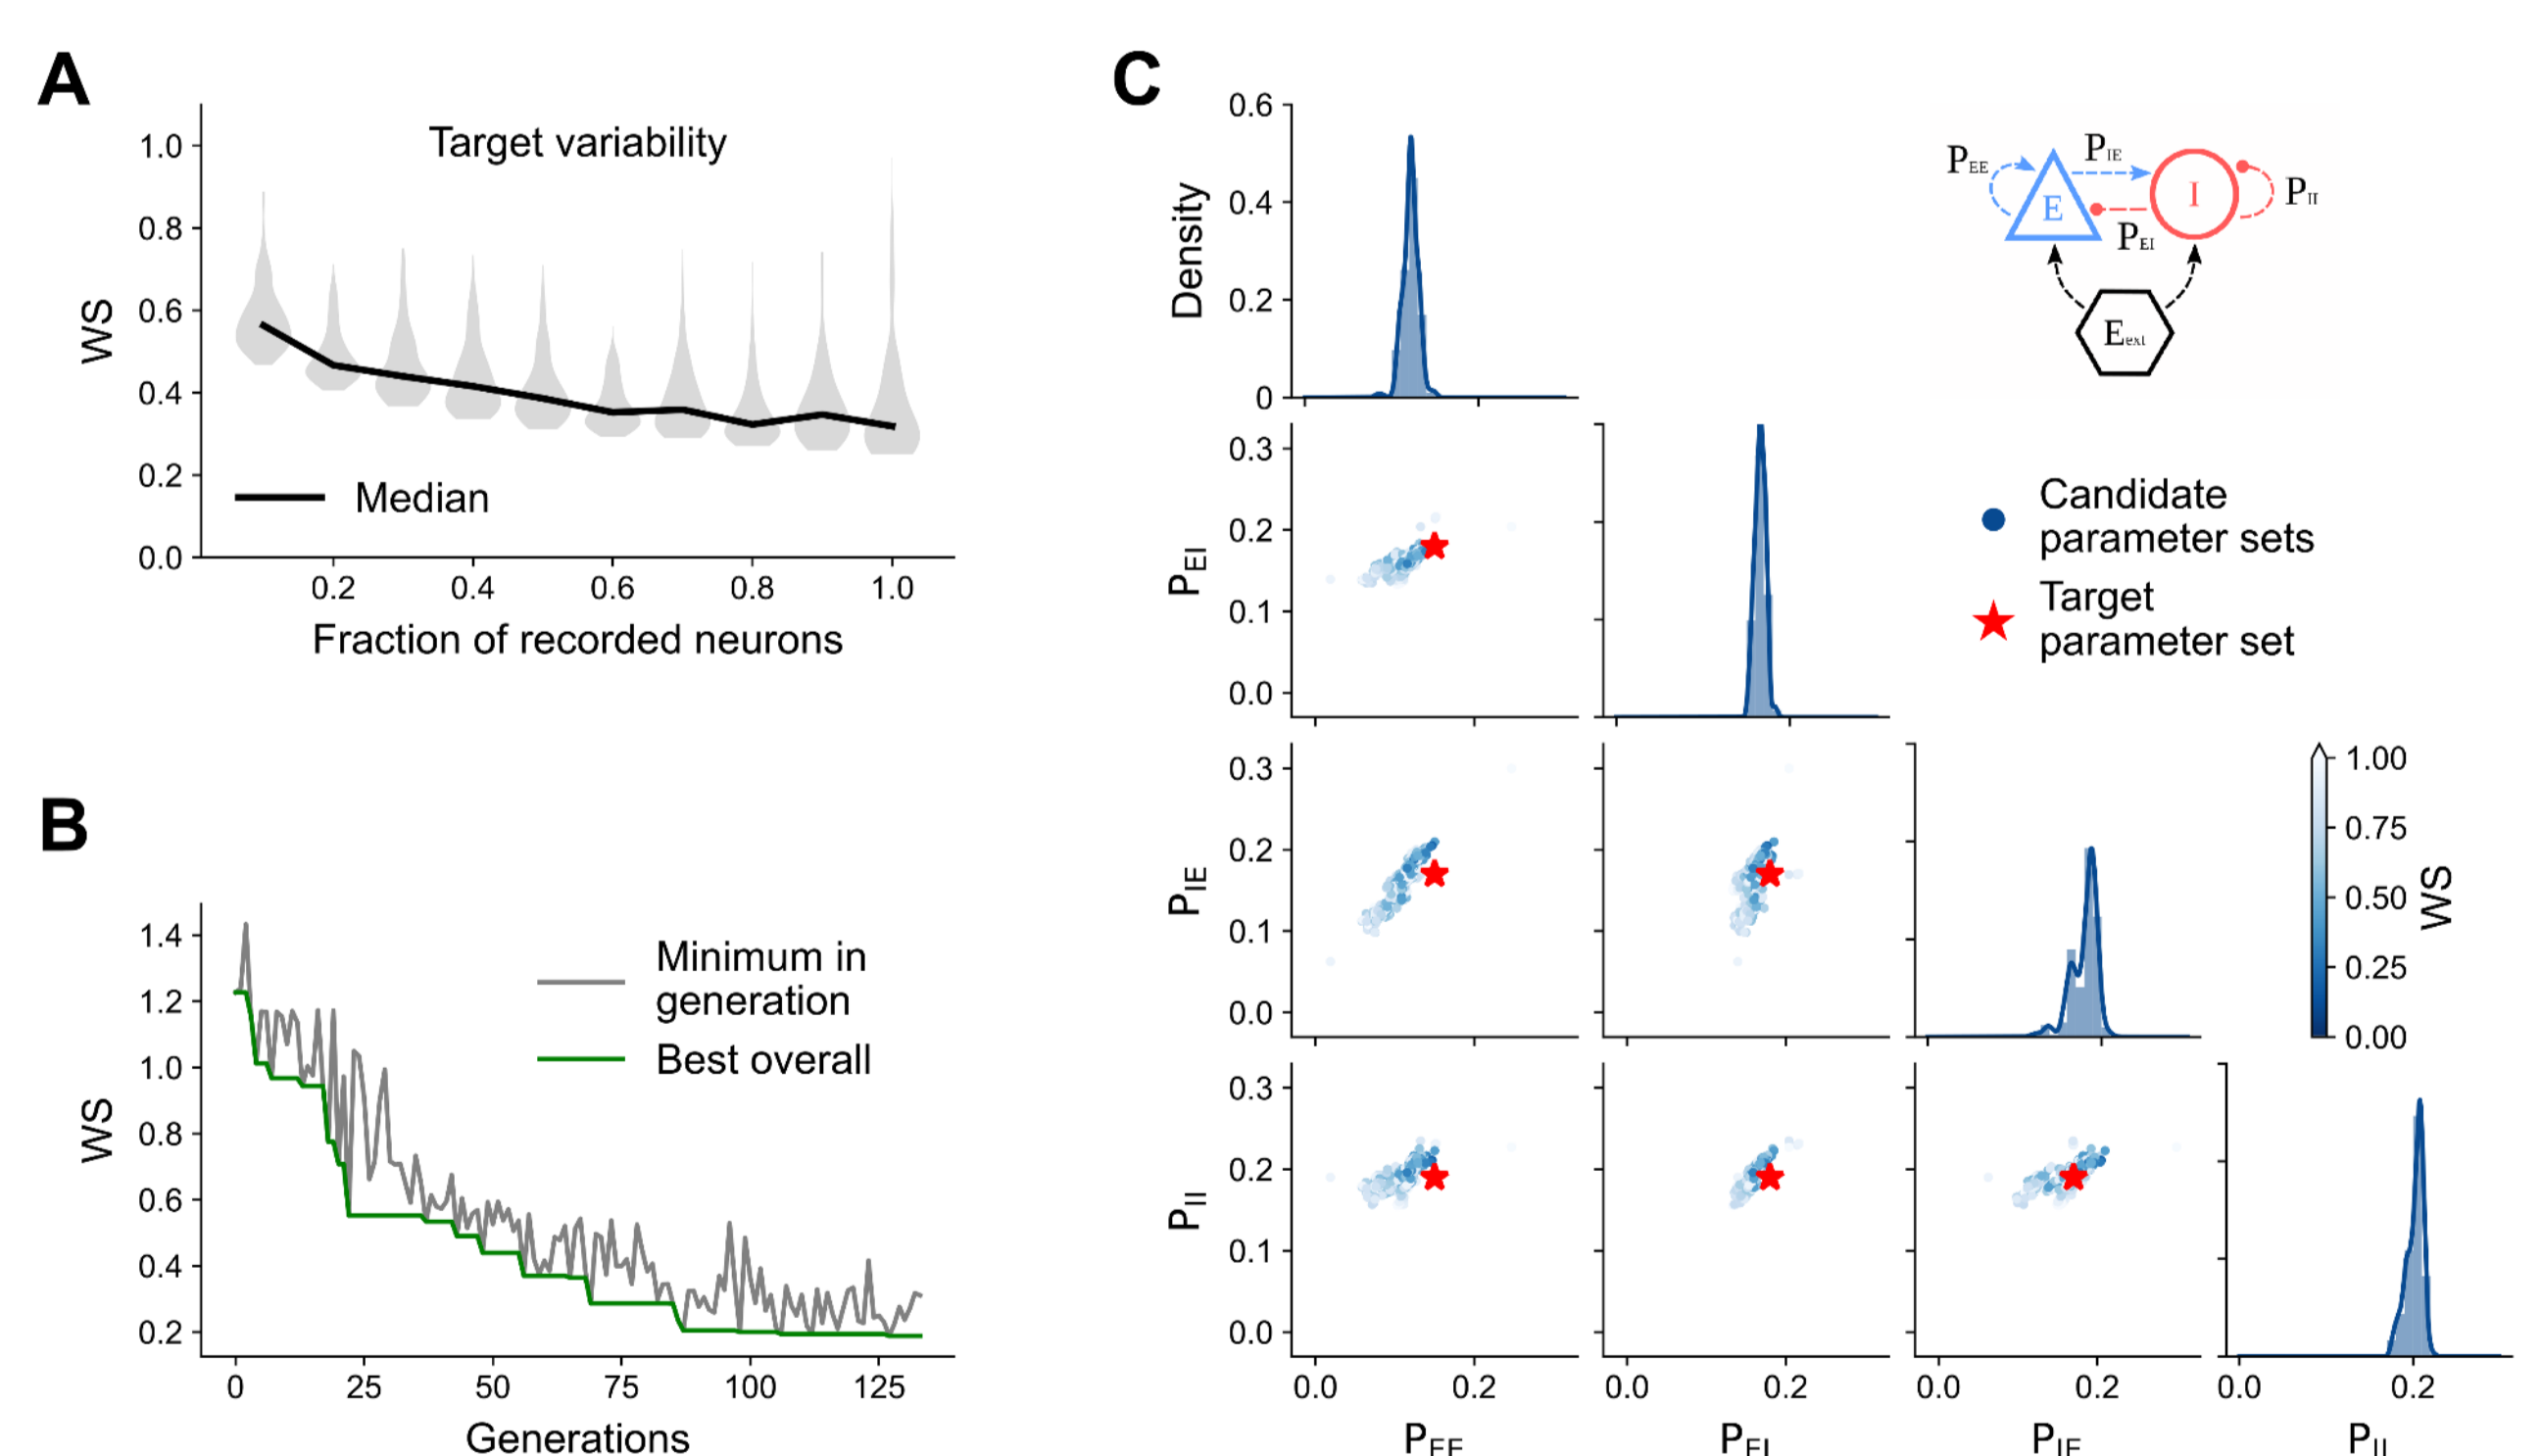 A
Target variability
1.0
0.8
0.6
0.4
0.2
0.0
WS
Median
0.2 0.4 0.6 0.8 1.0
Fraction of recorded neurons
B
1.4
1.2
1.0
0.8
0.6
0.4
0.2
WS
Minimum in
generation
Best overall
0 25 50 75 100 125
Generations
C
0.6
0.4
0.2
0
Density
P_EE
P_IE
E
I
P_II
P_EI
E_ext
0.3
0.2
0.1
0.0
P_EI
Candidate
parameter sets
Target
parameter set
0.3
0.2
0.1
0.0
P_IE
1.00
0.75
0.50
0.25
0.00
WS
0.3
0.2
0.1
0.0
P_II
0.0 0.2 0.0 0.2 0.0 0.2 0.0 0.2
P_EE P_EI P_IE P_II